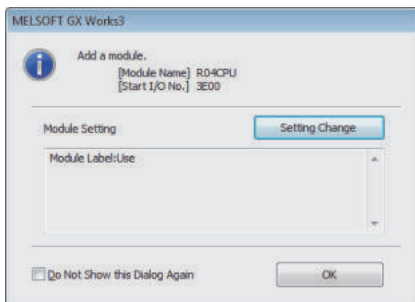 MELSOFT GX Works3
Add a module.
[Module Name] R04CPU
[Start I/O No.] 3E00
Module Setting
Setting Change
Module Label:Use
Do Not Show this Dialog Again
OK